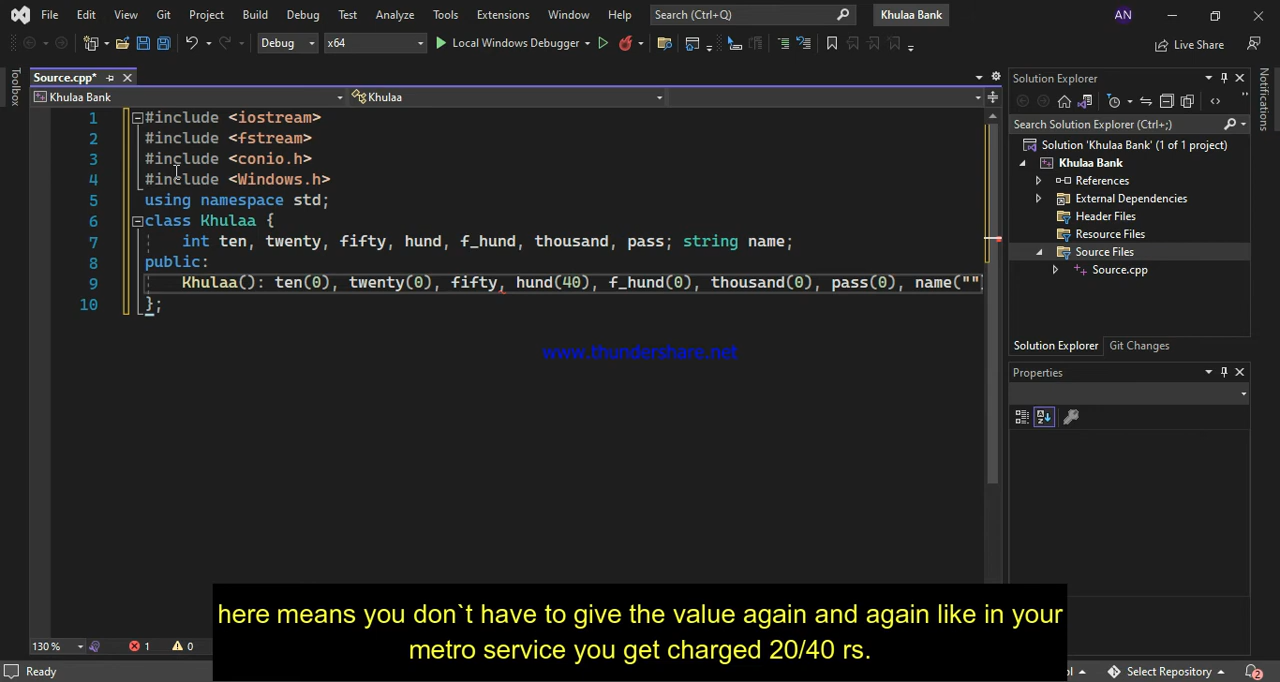 File Edit View Git Project Build Debug Test Analyze Tools Extensions Window Help Search (Ctrl+Q) Khulaa Bank AN
Debug x64 Local Windows Debugger Live Share
Toolbox
Source.cpp*
Khulaa Bank Khulaa
1 #include <iostream>
2 #include <fstream>
3 #include <conio.h>
4 #include <Windows.h>
5 using namespace std;
6 class Khulaa {
7 int ten, twenty, fifty, hund, f_hund, thousand, pass; string name;
8 public:
9 Khulaa(): ten(0), twenty(0), fifty, hund(40), f_hund(0), thousand(0), pass(0), name("")
10 };
www.thundershare.net
Solution Explorer
Search Solution Explorer (Ctrl+;)
Solution 'Khulaa Bank' (1 of 1 project)
Khulaa Bank
References
External Dependencies
Header Files
Resource Files
Source Files
Source.cpp
Solution Explorer Git Changes
Properties
Notifications
130 % 1 0
here means you don`t have to give the value again and again like in your
metro service you get charged 20/40 rs.
Ready Select Repository 2